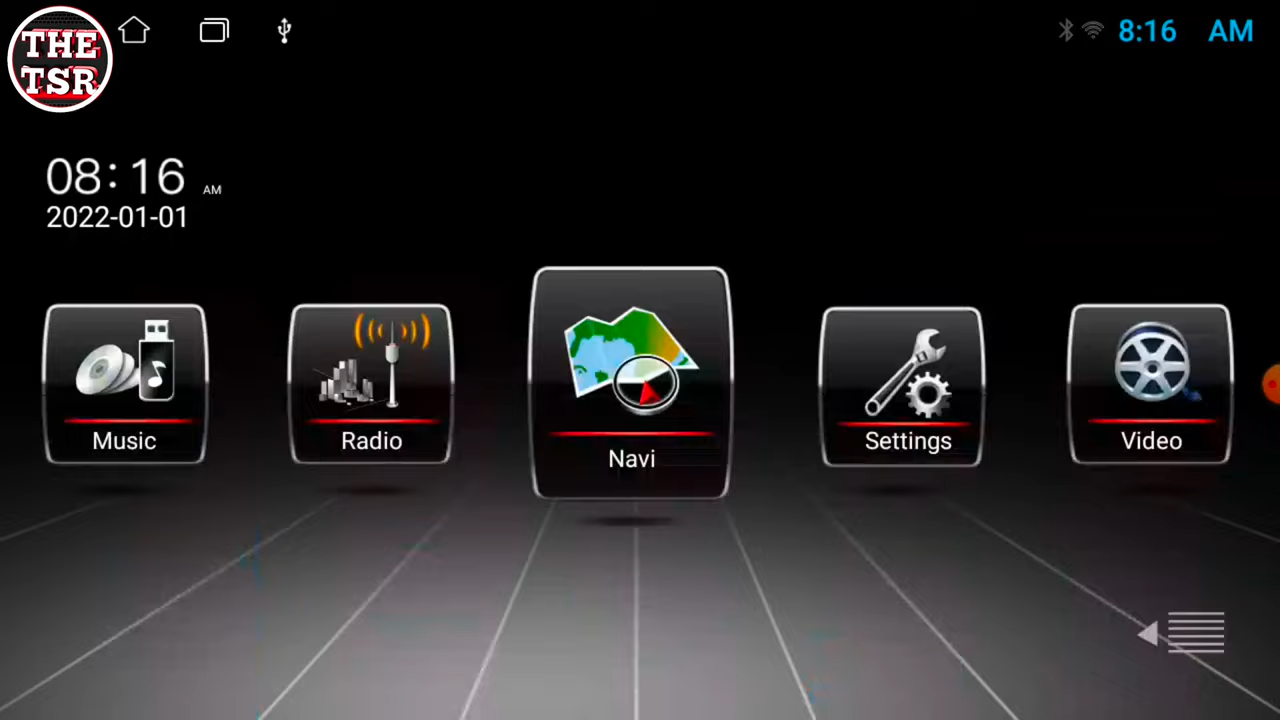 THE
TSR
8:16 AM
08:16 AM
2022-01-01
Music
Radio
Navi
Settings
Video